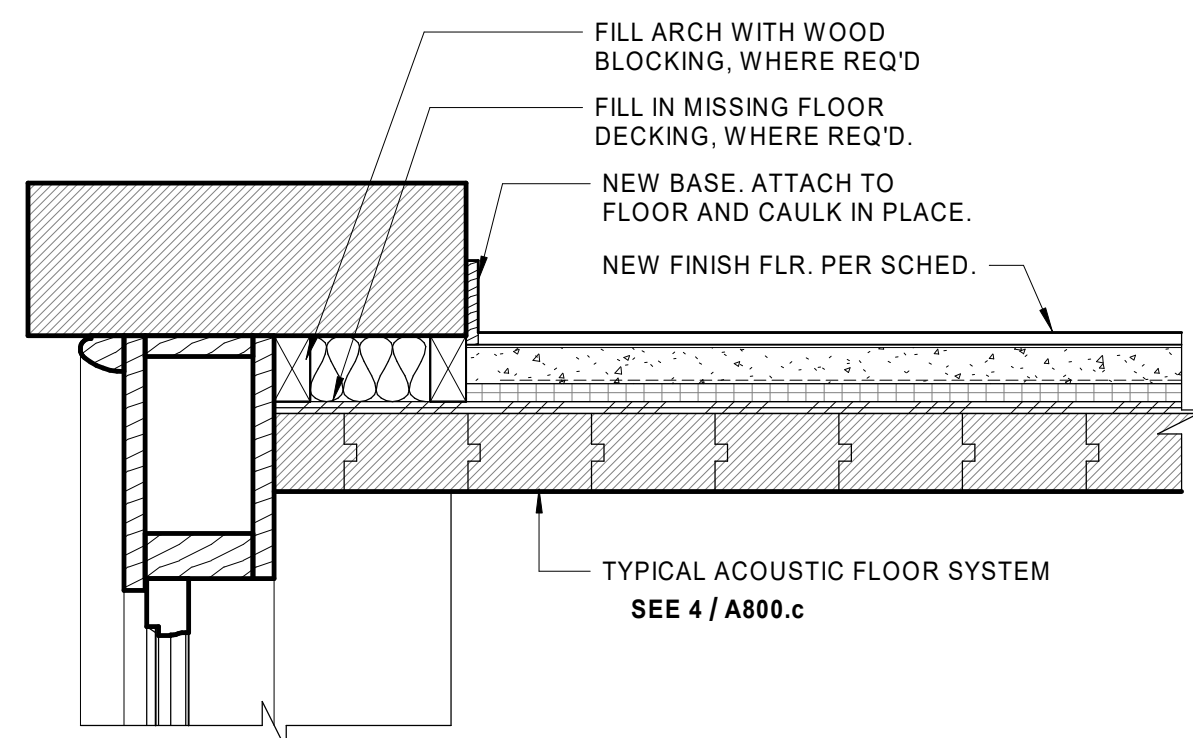 FILL ARCH WITH WOOD
BLOCKING, WHERE REQ'D
FILL IN MISSING FLOOR
DECKING, WHERE REQ'D.
NEW BASE. ATTACH TO
FLOOR AND CAULK IN PLACE.
NEW FINISH FLR. PER SCHED.
TYPICAL ACOUSTIC FLOOR SYSTEM
SEE 4 / A800.c